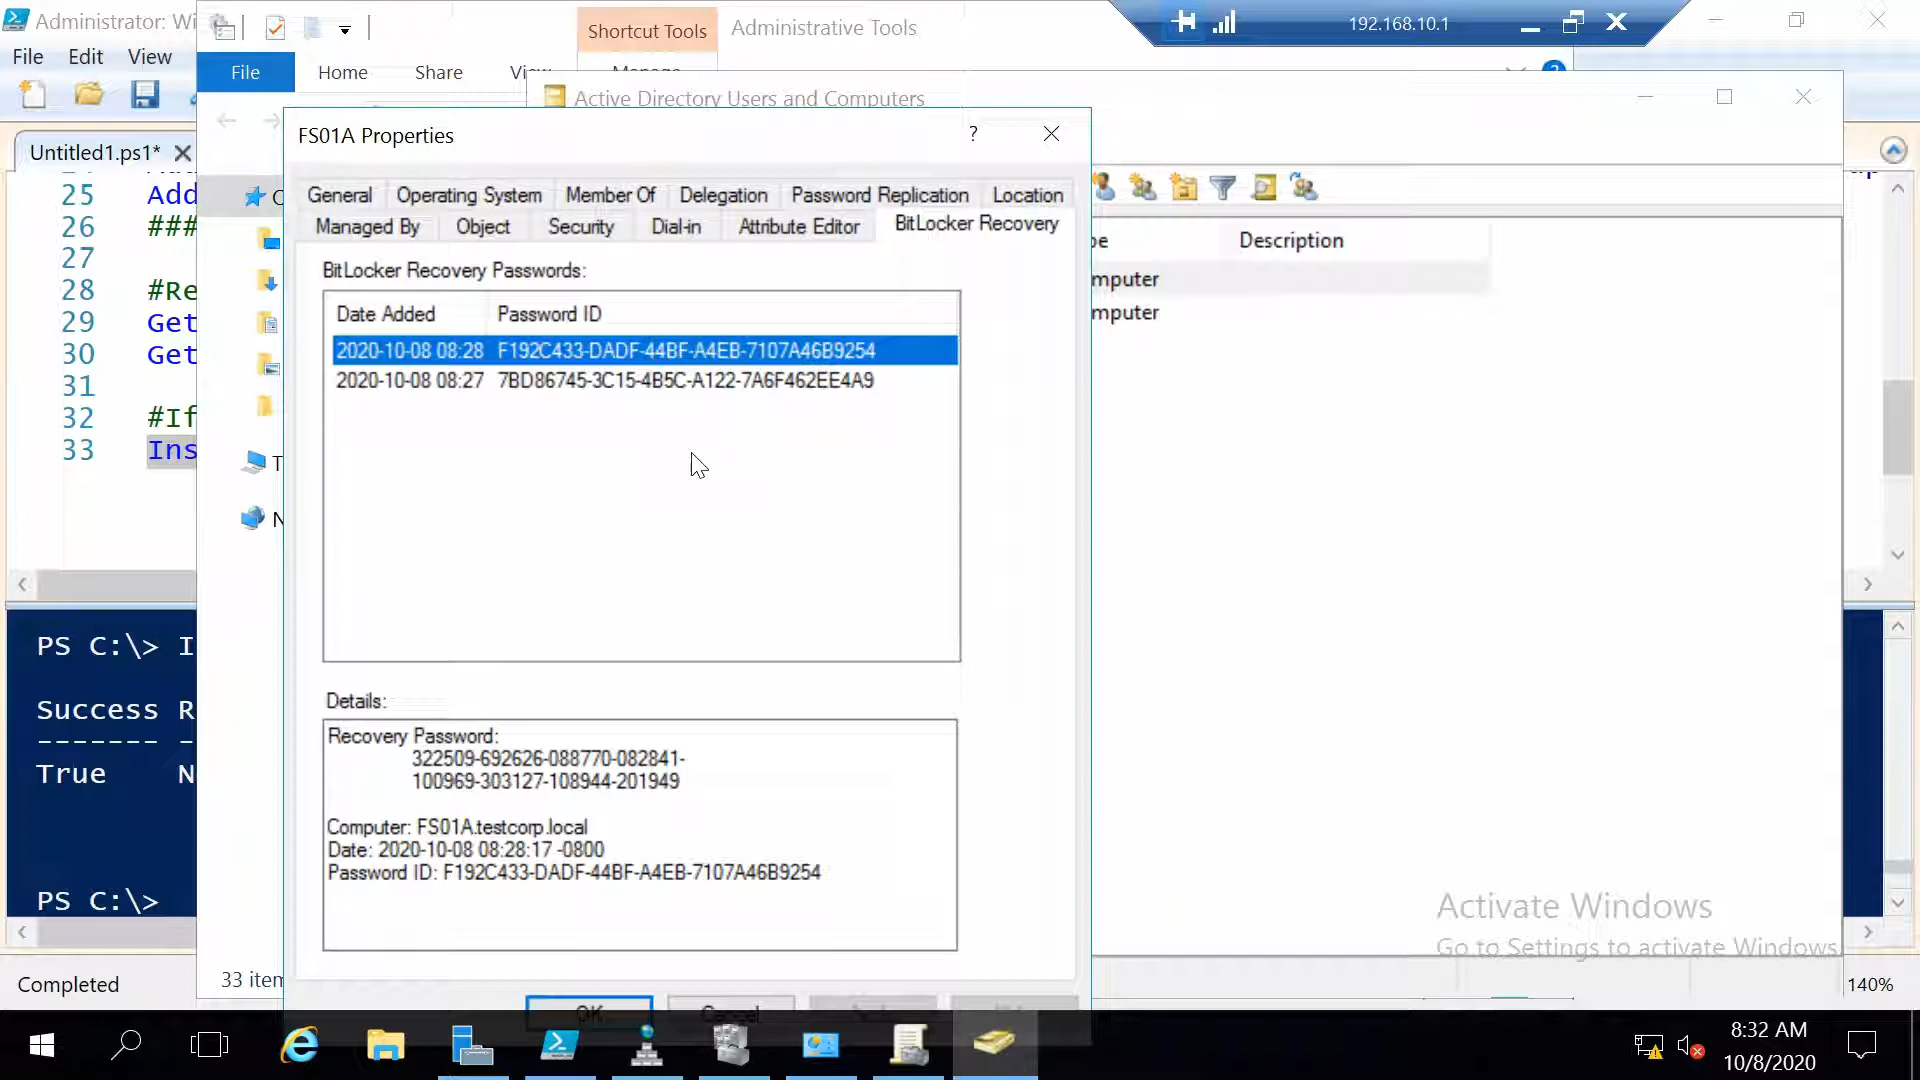 Administrator: Wi
Shortcut Tools
Administrative Tools
192.168.10.1
File Edit View
File Home Share View Manage
Active Directory Users and Computers
FS01A Properties
?
Untitled1.ps1*
General Operating System Member Of Delegation Password Replication Location
Managed By Object Security Dial-in Attribute Editor BitLocker Recovery
25 Add
26 ###
27
28 #Re
29 Get
30 Get
31
32 #If
33 Ins
pe Description
mputer
mputer
BitLocker Recovery Passwords:
Date Added Password ID
2020-10-08 08:28 F192C433-DADF-44BF-A4EB-7107A46B9254
2020-10-08 08:27 7BD86745-3C15-4B5C-A122-7A6F462EE4A9
Details:
Recovery Password:
322509-692626-088770-082841-
100969-303127-108944-201949
Computer: FS01A.testcorp.local
Date: 2020-10-08 08:28:17 -0800
Password ID: F192C433-DADF-44BF-A4EB-7107A46B9254
OK Cancel
PS C:\> I
Success R
------- -
True N
PS C:\>
Completed
33 item
Activate Windows
Go to Settings to activate Windows.
140%
8:32 AM
10/8/2020